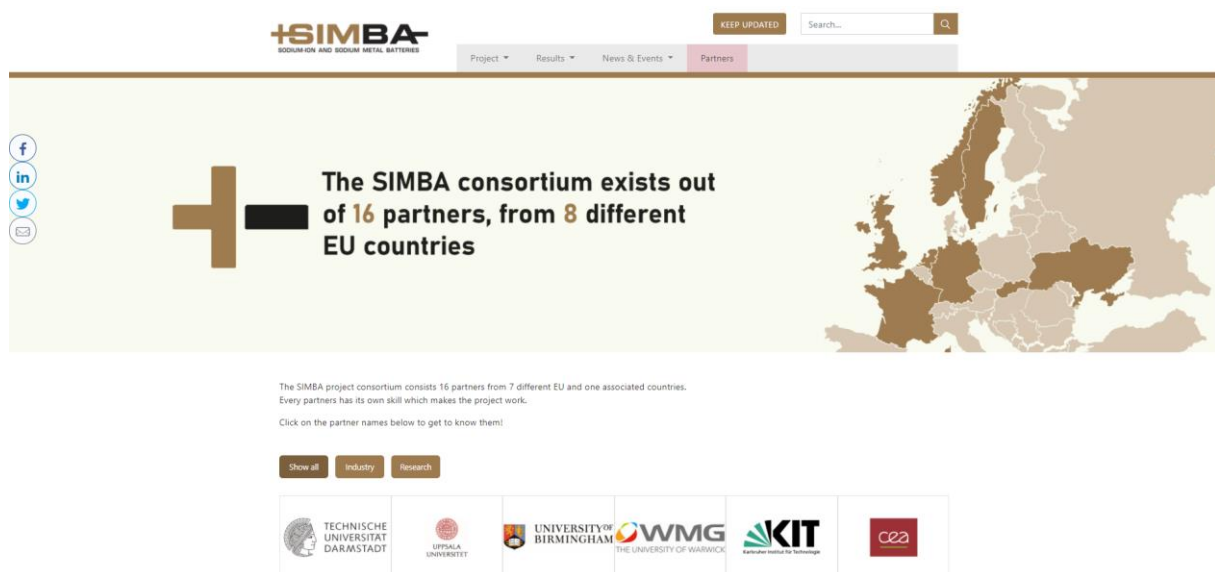 +SIMBA-
SODIUM-ION AND SODIUM METAL BATTERIES
KEEP UPDATED
Search...
Project
Results
News & Events
Partners
The SIMBA consortium exists out
of 16 partners, from 8 different
EU countries
The SIMBA project consortium consists 16 partners from 7 different EU and one associated countries.
Every partners has its own skill which makes the project work.
Click on the partner names below to get to know them!
Show all
Industry
Research
TECHNISCHE
UNIVERSITÄT
DARMSTADT
UPPSALA
UNIVERSITET
UNIVERSITY OF
BIRMINGHAM
WMG
THE UNIVERSITY OF WARWICK
KIT
Karlsruher Institut für Technologie
cea